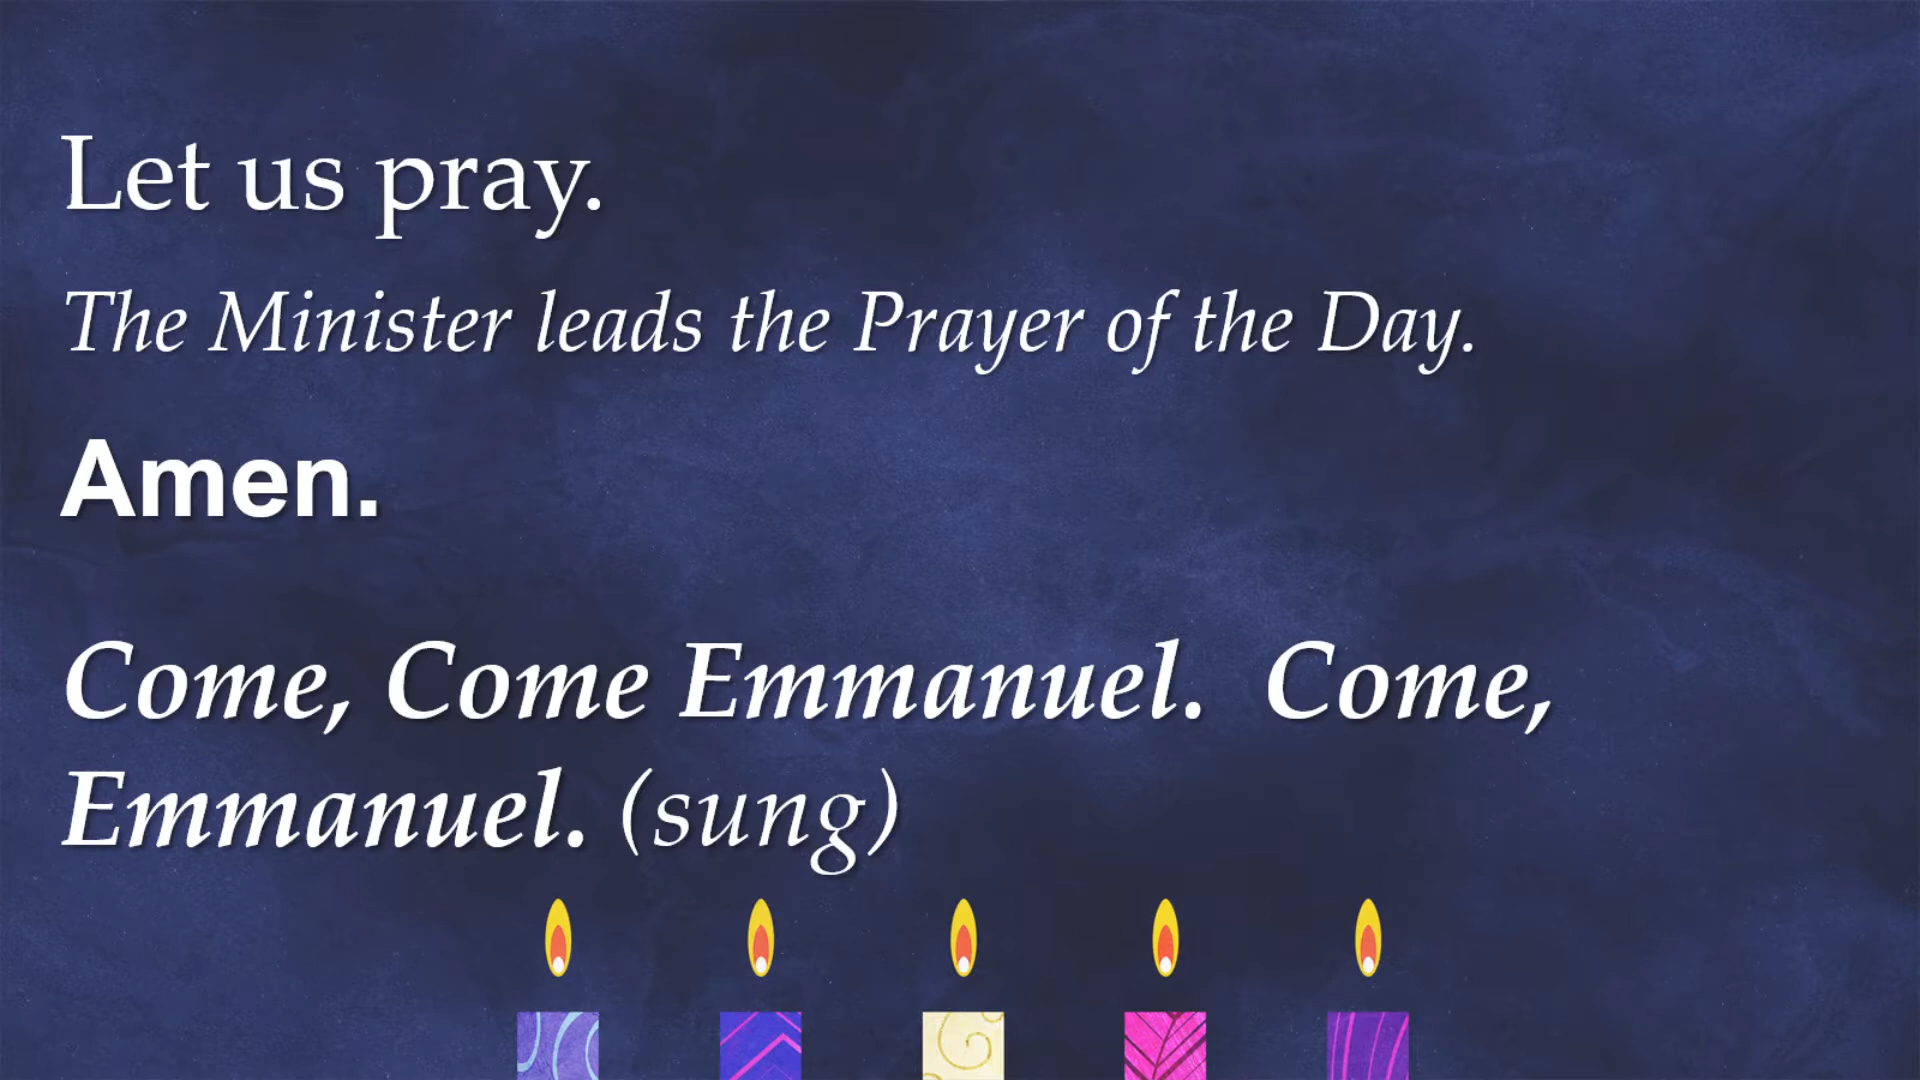 Let us pray.
The Minister leads the Prayer of the Day.
Amen.
Come, Come Emmanuel.  Come,
Emmanuel. (sung)